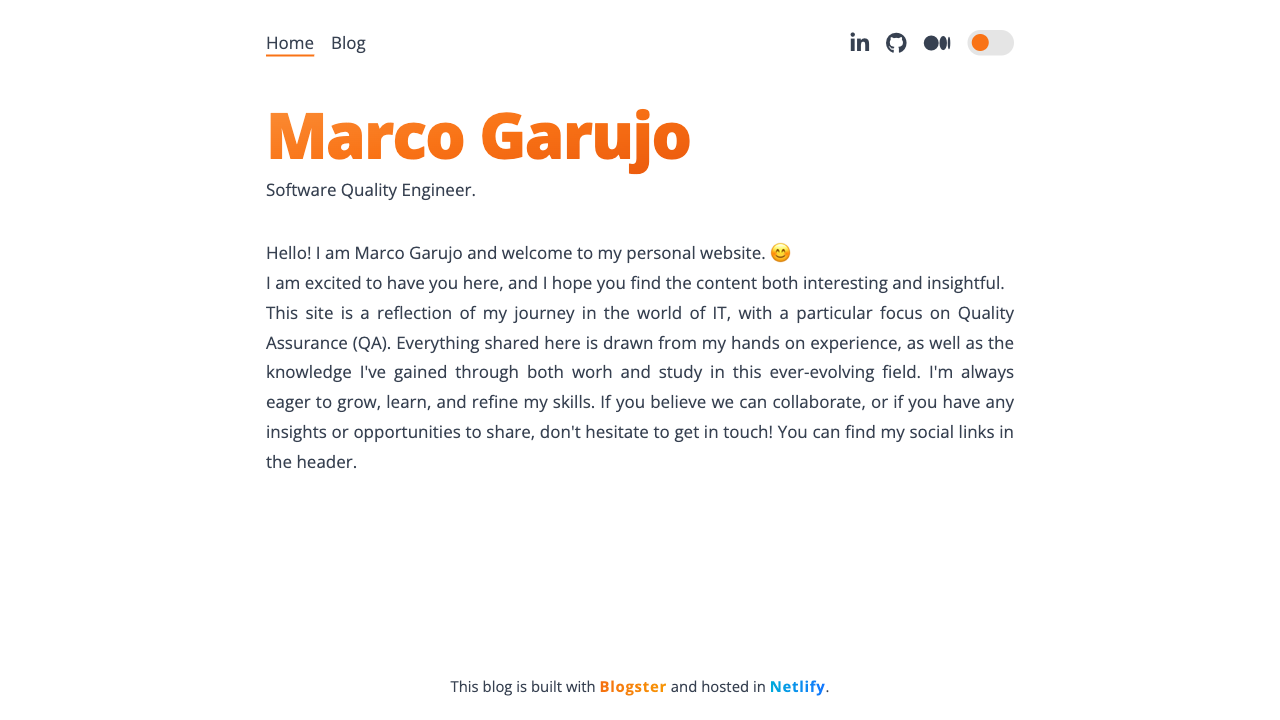 Home Blog
Marco Garujo
Software Quality Engineer.
Hello! I am Marco Garujo and welcome to my personal website. 😊
I am excited to have you here, and I hope you find the content both interesting and insightful.
This site is a reflection of my journey in the world of IT, with a particular focus on Quality
Assurance (QA). Everything shared here is drawn from my hands on experience, as well as the
knowledge I've gained through both worh and study in this ever-evolving field. I'm always
eager to grow, learn, and refine my skills. If you believe we can collaborate, or if you have any
insights or opportunities to share, don't hesitate to get in touch! You can find my social links in
the header.
This blog is built with Blogster and hosted in Netlify.